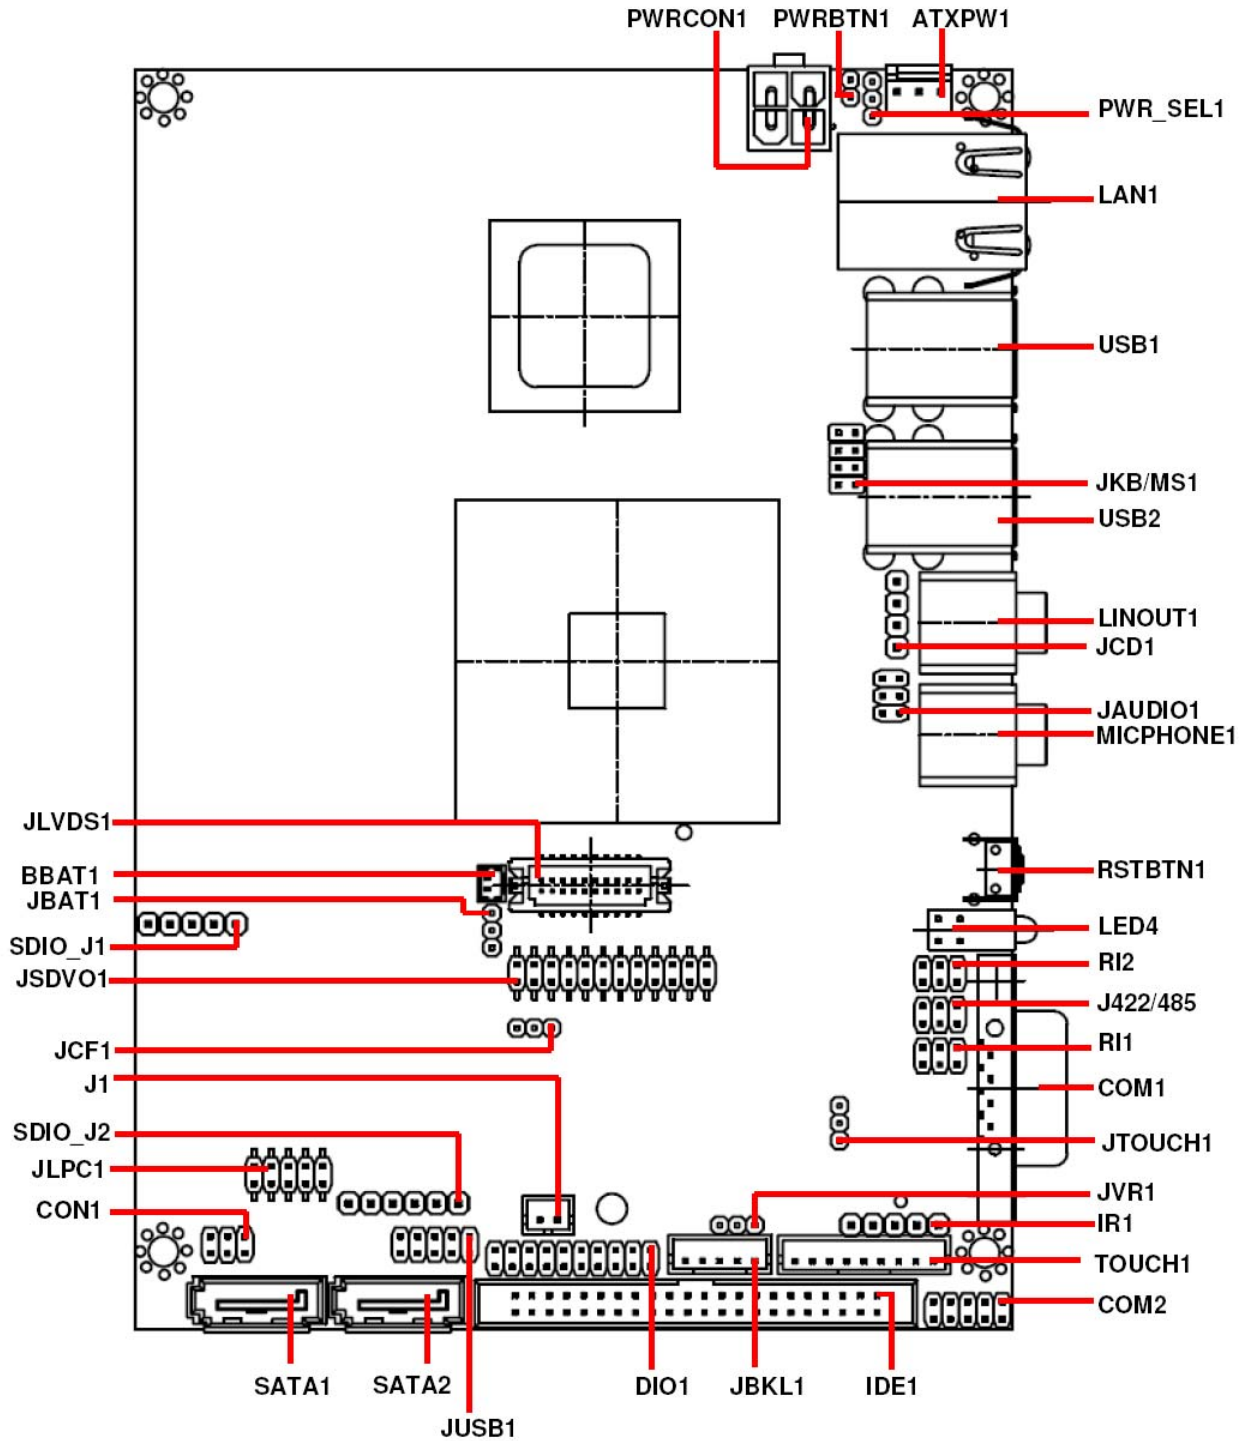 PWRCON1 PWRBTN1 ATXPW1
PWR_SEL1
LAN1
USB1
JKB/MS1
USB2
LINOUT1
JCD1
JAUDIO1
MICPHONE1
JLVDS1
BBAT1
RSTBTN1
JBAT1
LED4
SDIO_J1
RI2
JSDVO1
J422/485
RI1
JCF1
J1
COM1
SDIO_J2
JTOUCH1
JLPC1
JVR1
CON1
IR1
TOUCH1
COM2
SATA1 SATA2 DIO1 JBKL1 IDE1
JUSB1